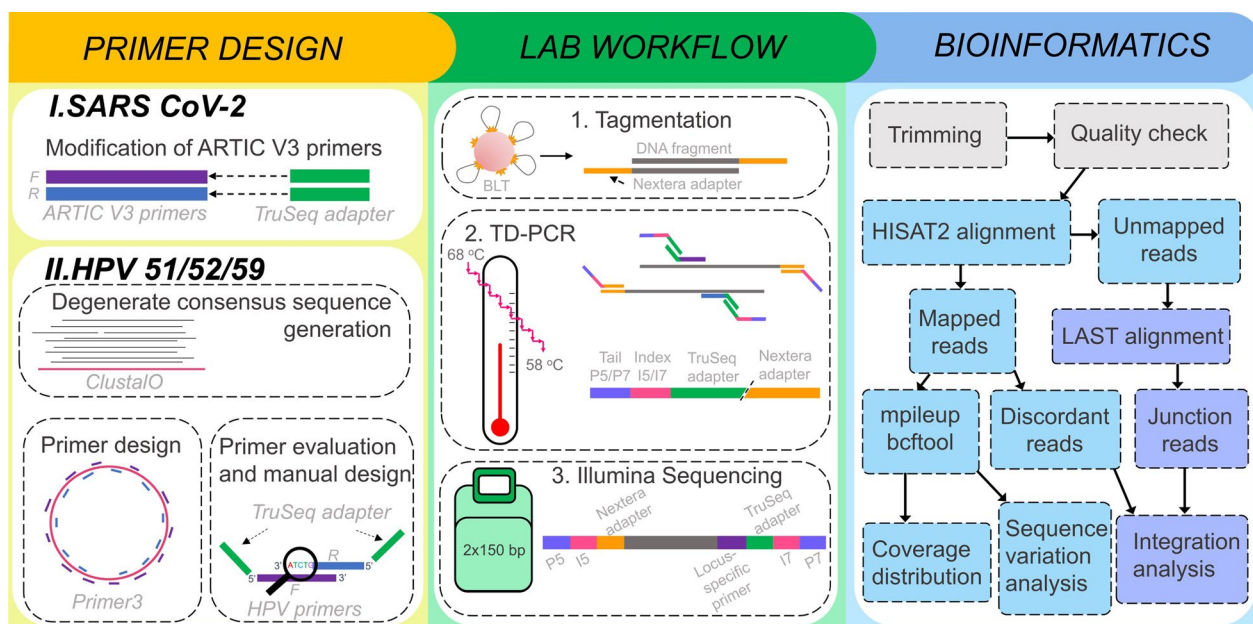 PRIMER DESIGN
LAB WORKFLOW
BIOINFORMATICS
I.SARS CoV-2
Modification of ARTIC V3 primers
F
R
ARTIC V3 primers
TruSeq adapter
II.HPV 51/52/59
Degenerate consensus sequence
generation
ClustalO
Primer design
Primer3
Primer evaluation
and manual design
TruSeq adapter
3'
ATCTG
R
5'
5'
F
3'
HPV primers
1. Tagmentation
BLT
DNA fragment
Nextera adapter
2. TD-PCR
68 ºC
58 ºC
Tail
P5/P7
Index
I5/I7
TruSeq
adapter
Nextera
adapter
3. Illumina Sequencing
2x150 bp
P5
I5
Nextera
adapter
Locus-
specific
primer
TruSeq
adapter
I7
P7
Trimming
Quality check
HISAT2 alignment
Unmapped
reads
Mapped
reads
LAST alignment
mpileup
bcftool
Discordant
reads
Junction
reads
Coverage
distribution
Sequence
variation
analysis
Integration
analysis